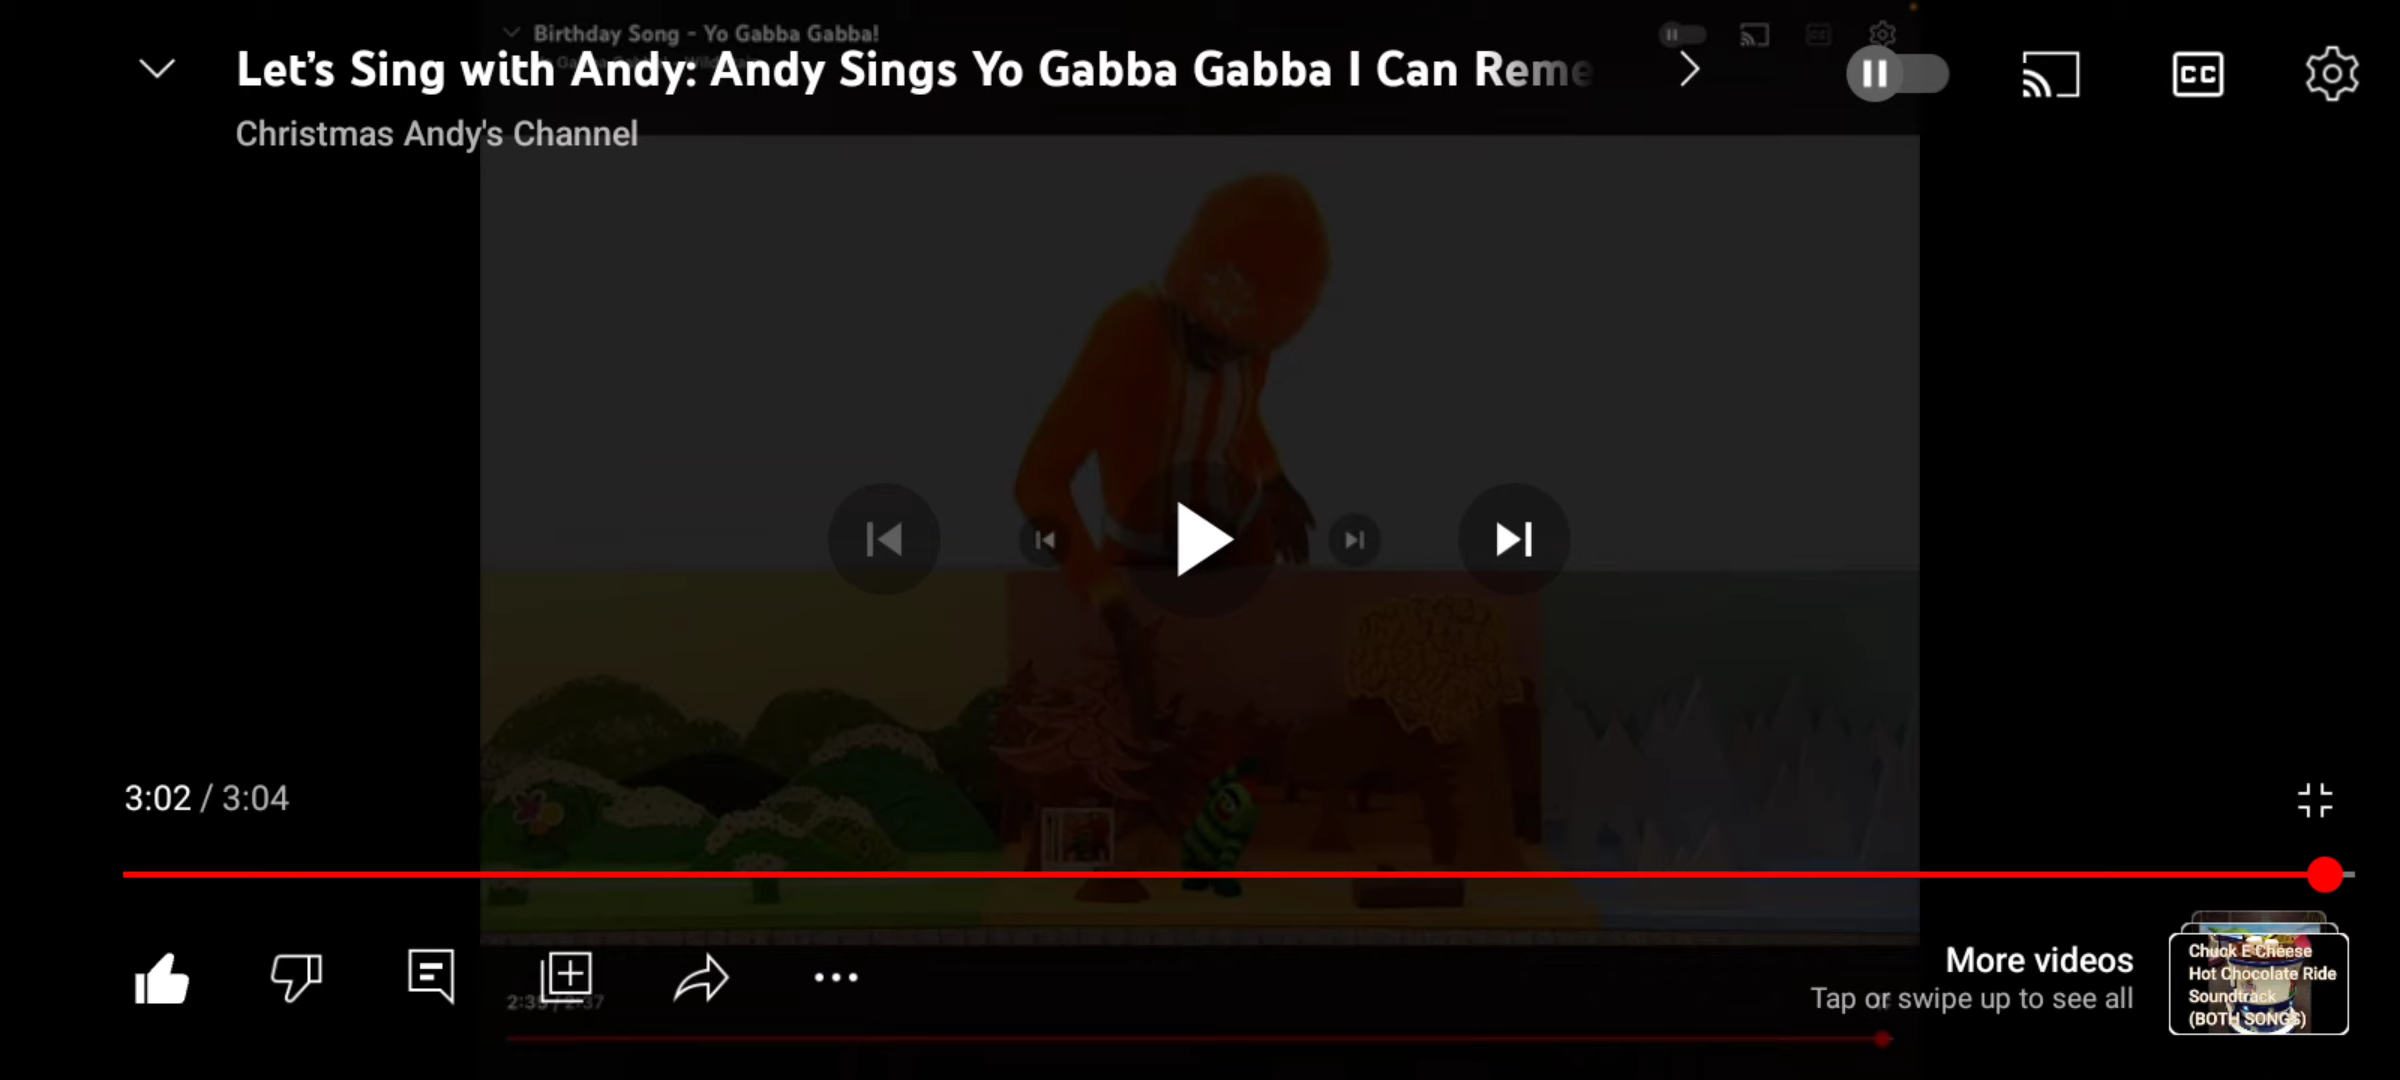 Birthday Song - Yo Gabba Gabba!
Let's Sing with Andy: Andy Sings Yo Gabba Gabba I Can Reme
CC
Christmas Andy's Channel
3:02 / 3:04
More videos
Tap or swipe up to see all
Chuck E Cheese
Hot Chocolate Ride
Soundtrack
(BOTH SONGS)